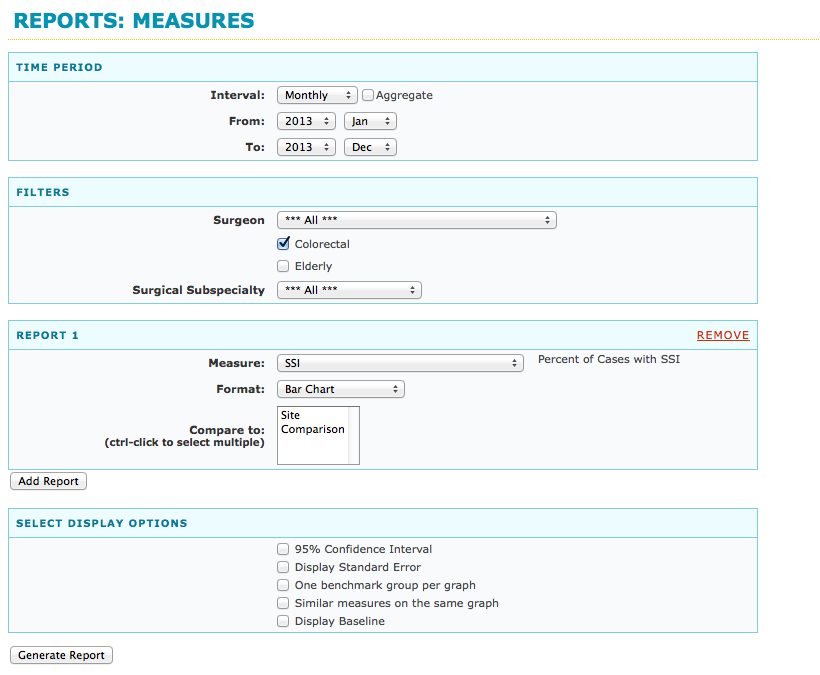 REPORTS: MEASURES
TIME PERIOD
Interval: Monthly Aggregate
From: 2013 Jan
To: 2013 Dec
FILTERS
Surgeon *** All ***
Colorectal
Elderly
Surgical Subspecialty *** All ***
REPORT 1 REMOVE
Measure: SSI Percent of Cases with SSI
Format: Bar Chart
Site
Compare to: Comparison
(ctrl-click to select multiple)
Add Report
SELECT DISPLAY OPTIONS
95% Confidence Interval
Display Standard Error
One benchmark group per graph
Similar measures on the same graph
Display Baseline
Generate Report